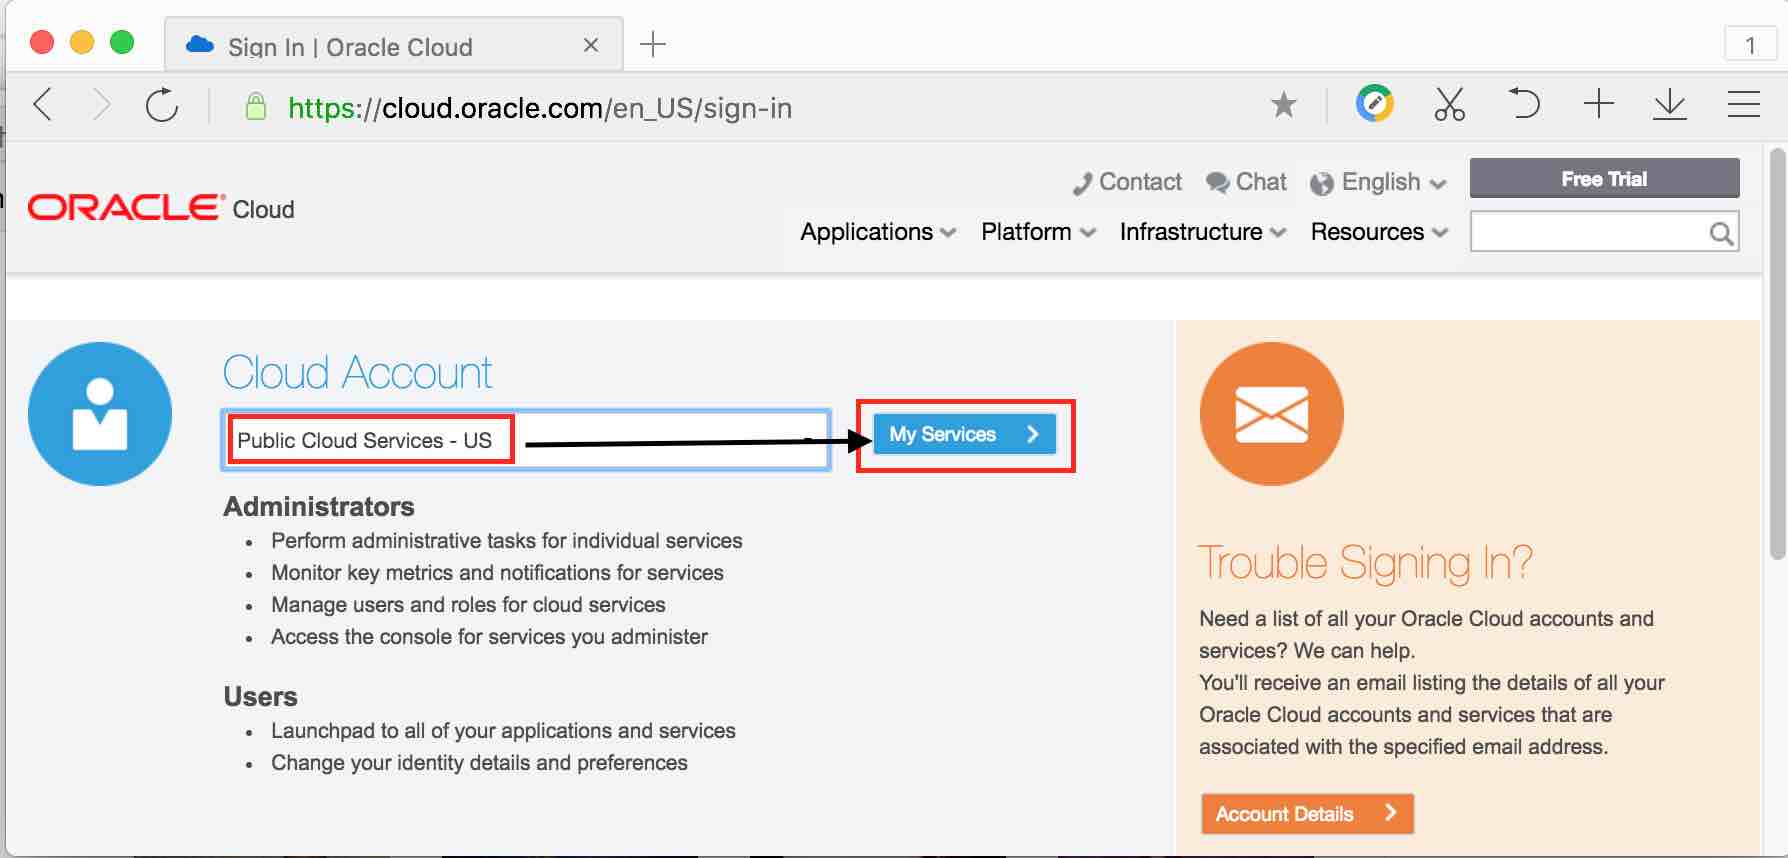 Sign In | Oracle Cloud
1
https://cloud.oracle.com/en_US/sign-in
Contact Chat English Free Trial
ORACLE® Cloud
Applications Platform Infrastructure Resources
Cloud Account
Public Cloud Services - US
My Services
Administrators
• Perform administrative tasks for individual services
• Monitor key metrics and notifications for services
• Manage users and roles for cloud services
• Access the console for services you administer
Users
• Launchpad to all of your applications and services
• Change your identity details and preferences
Trouble Signing In?
Need a list of all your Oracle Cloud accounts and
services? We can help.
You'll receive an email listing the details of all your
Oracle Cloud accounts and services that are
associated with the specified email address.
Account Details